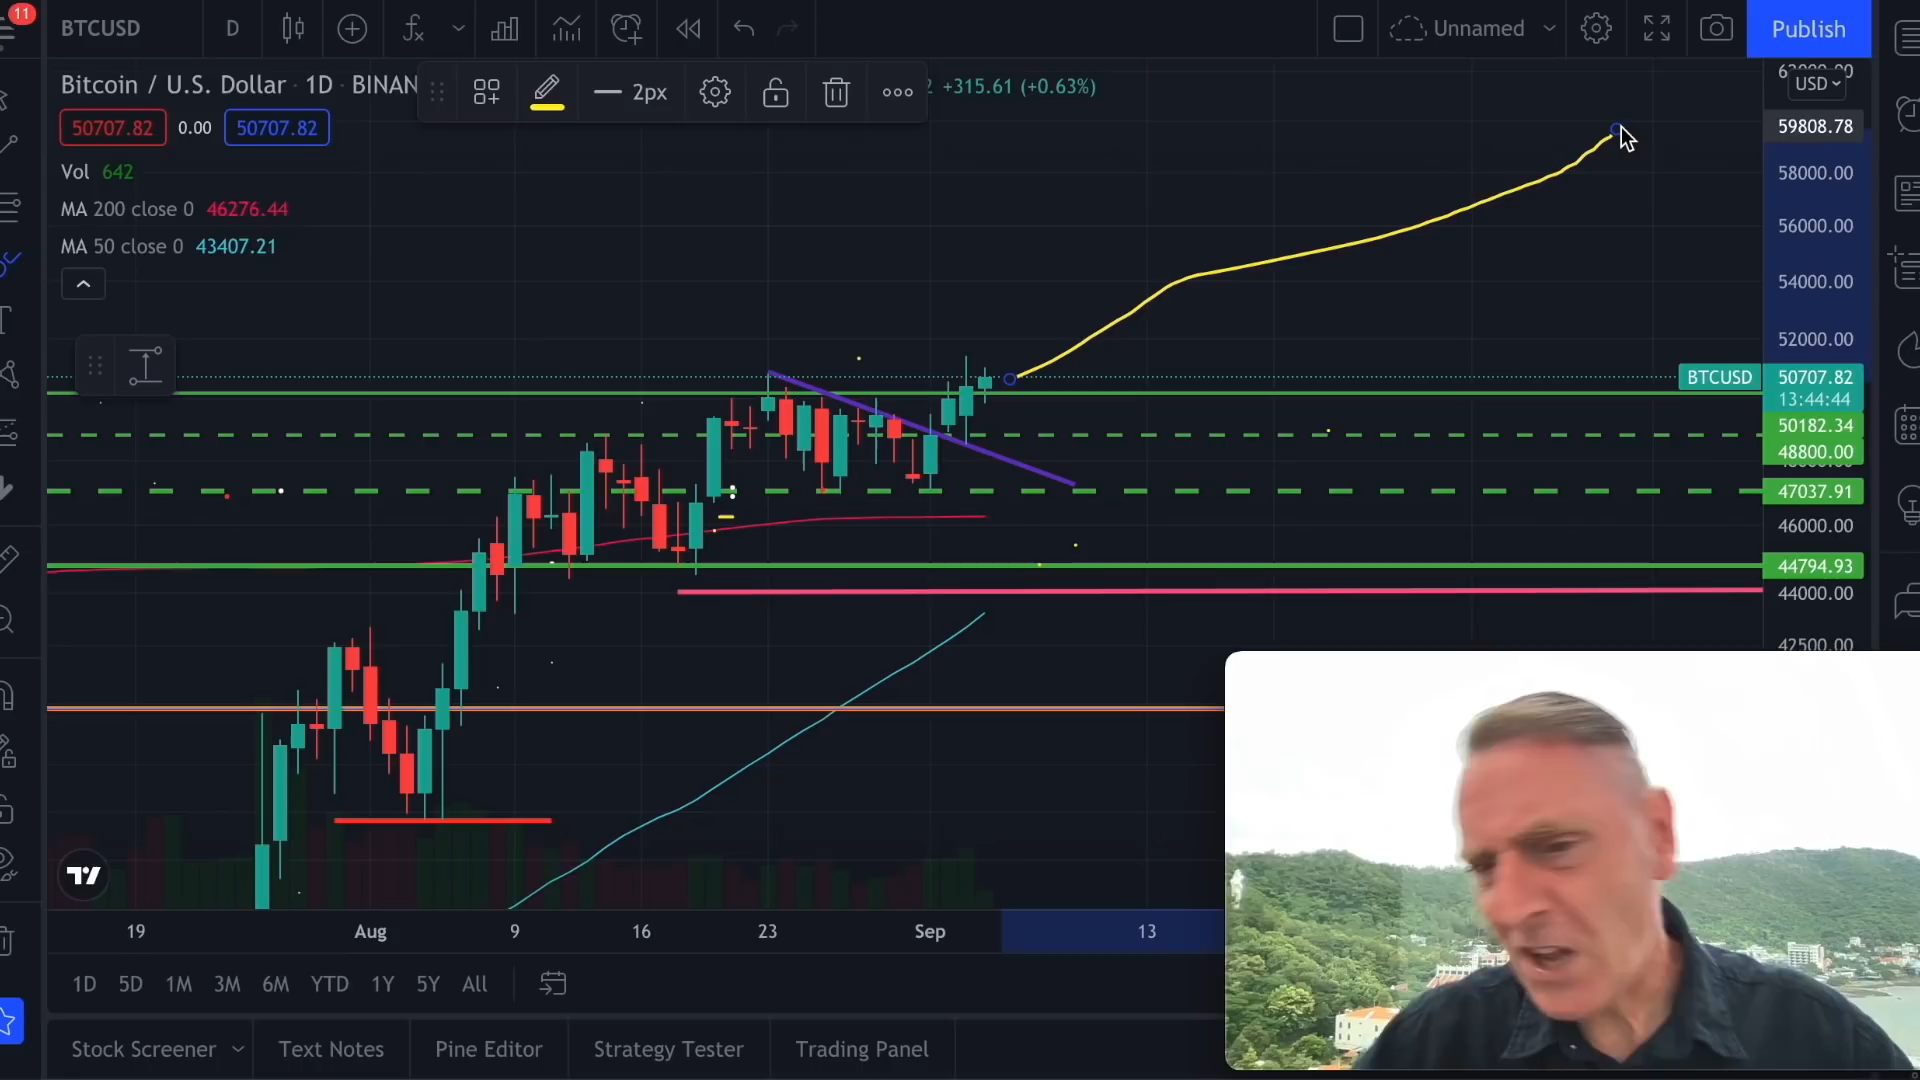 11
BTCUSD
D
Unnamed
Publish
Bitcoin / U.S. Dollar · 1D · BINAN
2px
+315.61 (+0.63%)
USD
50707.82
0.00
50707.82
Vol 642
MA 200 close 0 46276.44
MA 50 close 0 43407.21
59808.78
58000.00
56000.00
54000.00
52000.00
BTCUSD 50707.82
13:44:44
50182.34
48800.00
47037.91
46000.00
44794.93
44000.00
42500.00
19
Aug
9
16
23
Sep
13
1D
5D
1M
3M
6M
YTD
1Y
5Y
All
Stock Screener
Text Notes
Pine Editor
Strategy Tester
Trading Panel